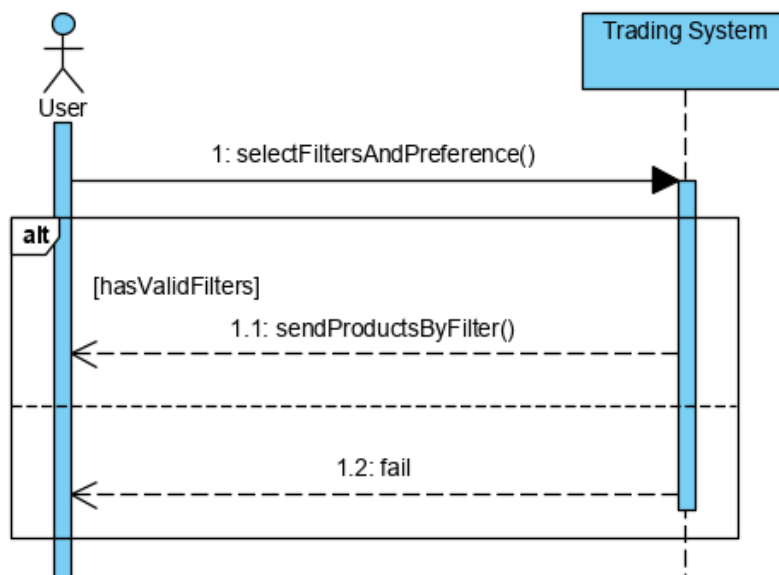 Trading System
User
1: selectFiltersAndPreference()
alt
[hasValidFilters]
1.1: sendProductsByFilter()
1.2: fail